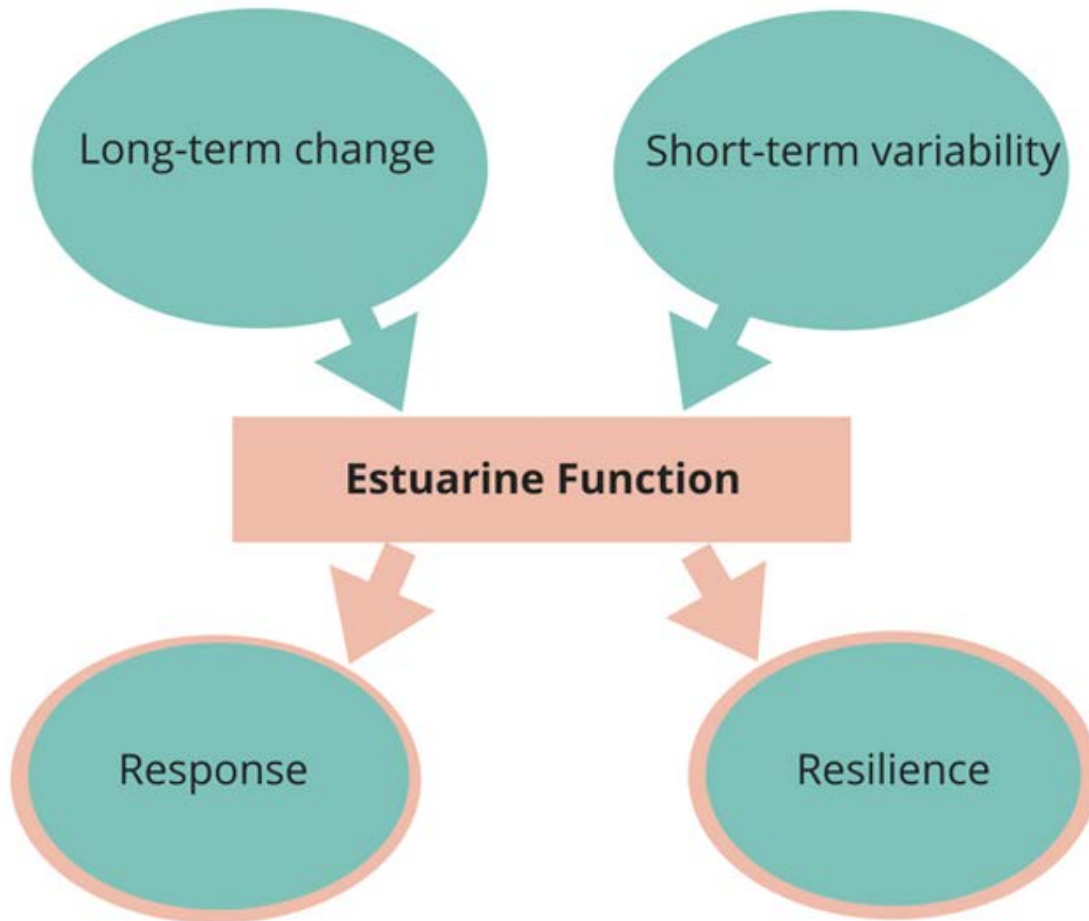 Long-term change
Short-term variability
Estuarine Function
Response
Resilience